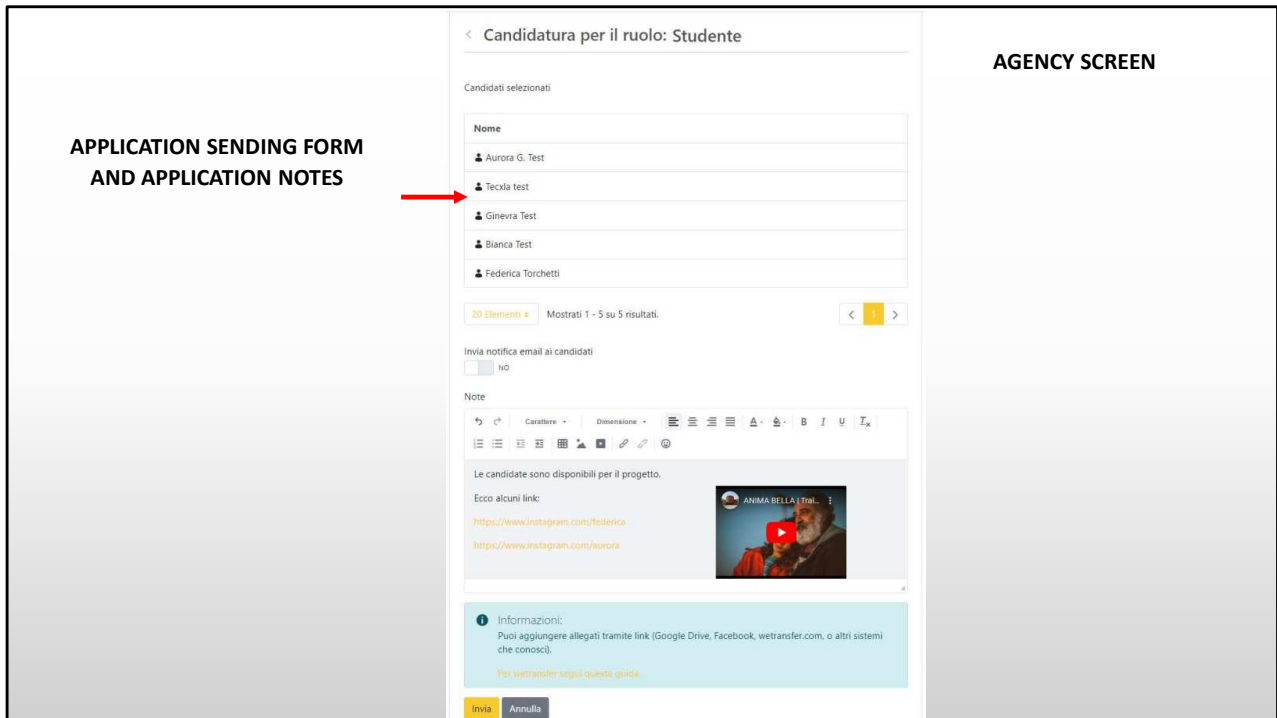 Candidatura per il ruolo: Studente
AGENCY SCREEN
Candidati selezionati
APPLICATION SENDING FORM
AND APPLICATION NOTES
Nome
Aurora G. Test
Tecxla test
Ginevra Test
Bianca Test
Federica Torchetti
20 Elementi
Mostrati 1 - 5 su 5 risultati.
1
Invia notifica email ai candidati
NO
Note
Carattere
Dimensione
A
A
B I U Tx
Le candidate sono disponibili per il progetto.
Ecco alcuni link:
https://www.instagram.com/federica
https://www.instagram.com/aurora
ANIMA BELLA | Trai...
Informazioni:
Puoi aggiungere allegati tramite link (Google Drive, Facebook, wetransfer.com, o altri sistemi
che conosci).
Per wetransfer segui questa guida.
Invia
Annulla